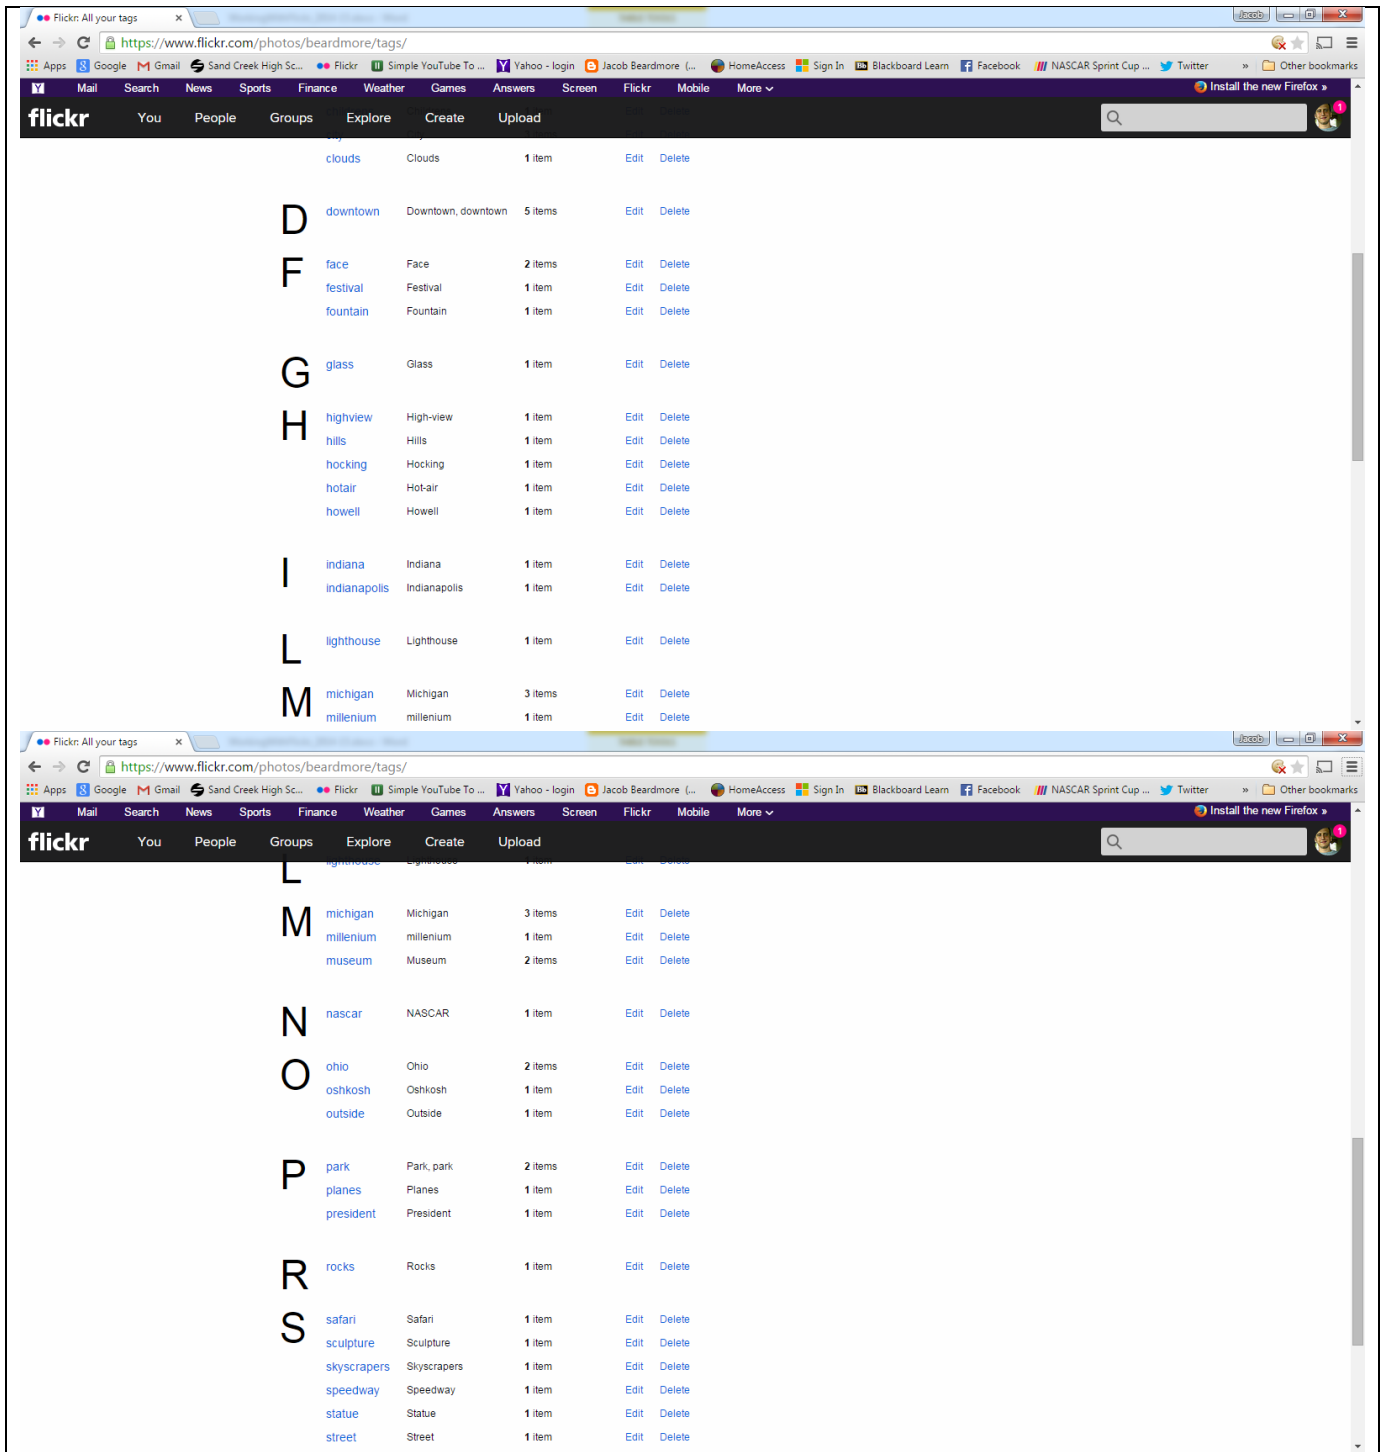 Flickr: All your tags × Jacob
https://www.flickr.com/photos/beardmore/tags/
Apps Google Gmail Sand Creek High Sc... Flickr Simple YouTube To ... Yahoo - login Jacob Beardmore (... HomeAccess Sign In Blackboard Learn Facebook NASCAR Sprint Cup ... Twitter » Other bookmarks
Y Mail Search News Sports Finance Weather Games Answers Screen Flickr Mobile More Install the new Firefox »
flickr You People Groups Explore Create Upload 1
clouds Clouds 1 item Edit Delete
D downtown Downtown, downtown 5 items Edit Delete
F face Face 2 items Edit Delete
festival Festival 1 item Edit Delete
fountain Fountain 1 item Edit Delete
G glass Glass 1 item Edit Delete
H highview High-view 1 item Edit Delete
hills Hills 1 item Edit Delete
hocking Hocking 1 item Edit Delete
hotair Hot-air 1 item Edit Delete
howell Howell 1 item Edit Delete
I indiana Indiana 1 item Edit Delete
indianapolis Indianapolis 1 item Edit Delete
L lighthouse Lighthouse 1 item Edit Delete
M michigan Michigan 3 items Edit Delete
millenium millenium 1 item Edit Delete
Flickr: All your tags × Jacob
https://www.flickr.com/photos/beardmore/tags/
Apps Google Gmail Sand Creek High Sc... Flickr Simple YouTube To ... Yahoo - login Jacob Beardmore (... HomeAccess Sign In Blackboard Learn Facebook NASCAR Sprint Cup ... Twitter » Other bookmarks
Y Mail Search News Sports Finance Weather Games Answers Screen Flickr Mobile More Install the new Firefox »
flickr You People Groups Explore Create Upload 1
L lighthouse Lighthouse 1 item Edit Delete
M michigan Michigan 3 items Edit Delete
millenium millenium 1 item Edit Delete
museum Museum 2 items Edit Delete
N nascar NASCAR 1 item Edit Delete
O ohio Ohio 2 items Edit Delete
oshkosh Oshkosh 1 item Edit Delete
outside Outside 1 item Edit Delete
P park Park, park 2 items Edit Delete
planes Planes 1 item Edit Delete
president President 1 item Edit Delete
R rocks Rocks 1 item Edit Delete
S safari Safari 1 item Edit Delete
sculpture Sculpture 1 item Edit Delete
skyscrapers Skyscrapers 1 item Edit Delete
speedway Speedway 1 item Edit Delete
statue Statue 1 item Edit Delete
street Street 1 item Edit Delete